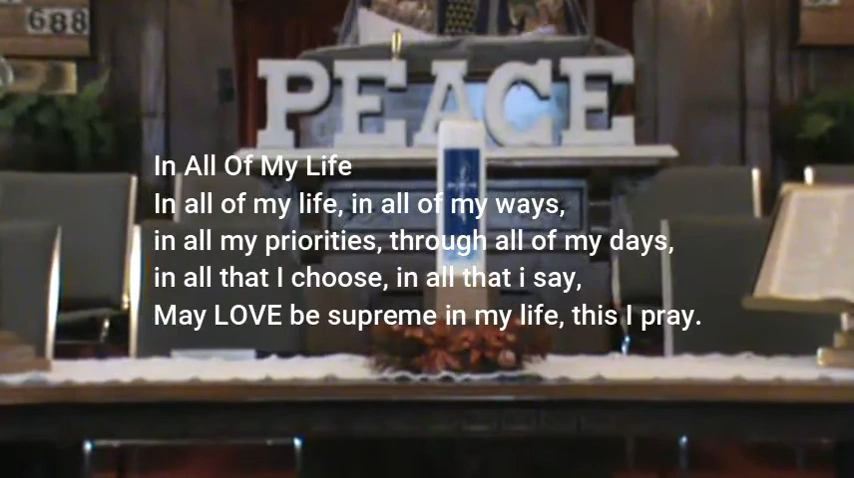 688
PEACE
In All Of My Life
In all of my life, in all of my ways,
in all my priorities, through all of my days,
in all that I choose, in all that i say,
May LOVE be supreme in my life, this I pray.